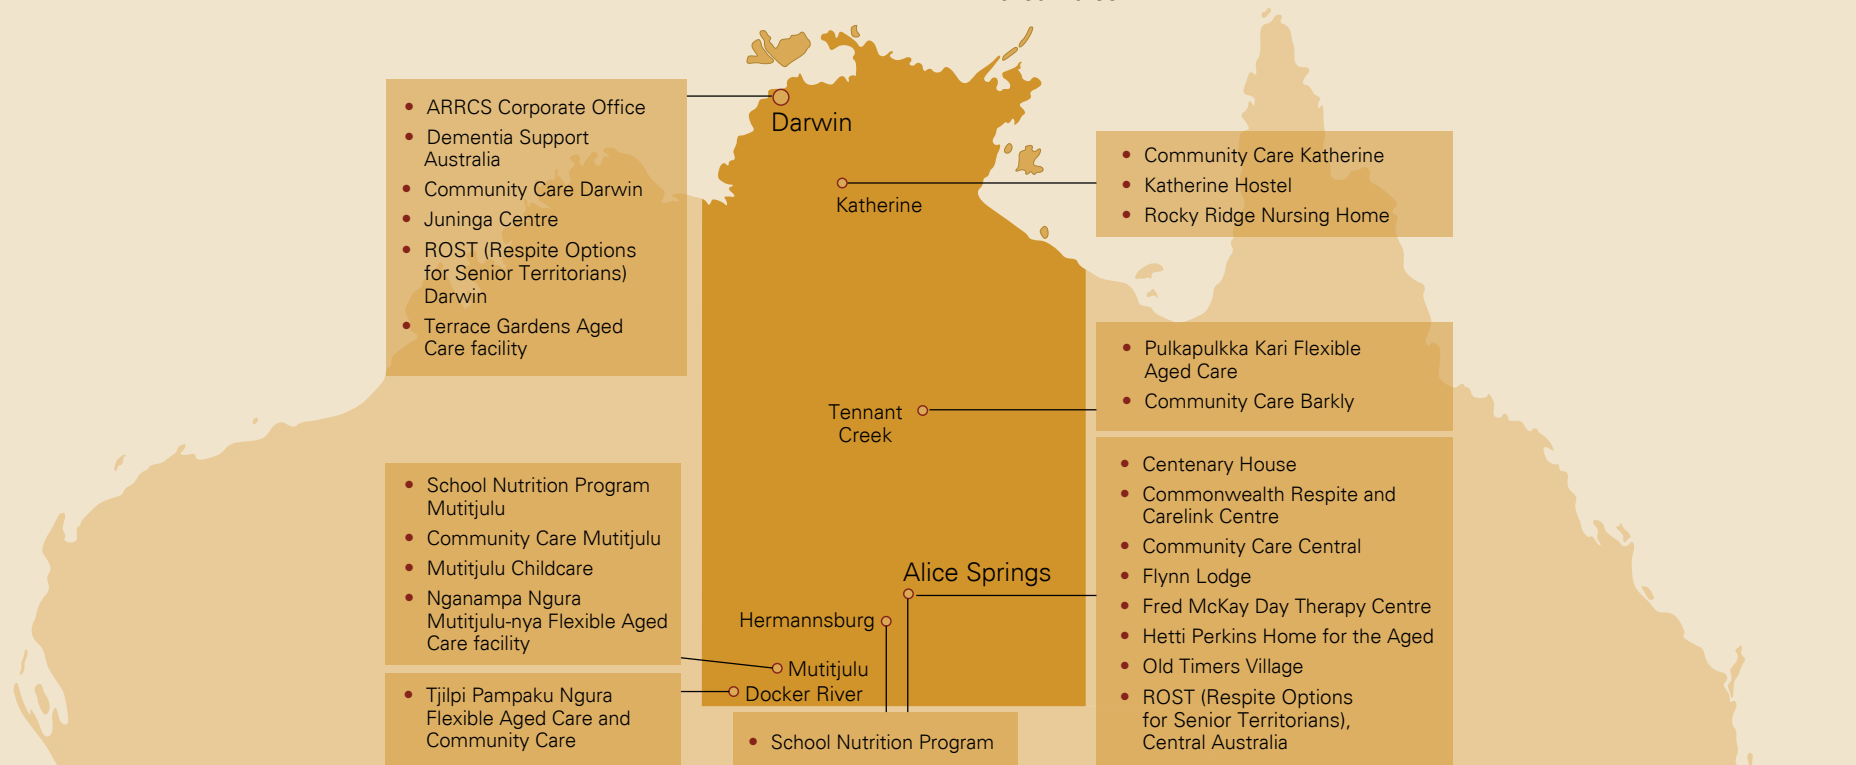 ARRCS Corporate Office
Dementia Support
Australia
Community Care Darwin
Juninga Centre
ROST (Respite Options
for Senior Territorians)
Darwin
Terrace Gardens Aged
Care facility
Darwin
Katherine
Community Care Katherine
Katherine Hostel
Rocky Ridge Nursing Home
Tennant
Creek
Pulkapulkka Kari Flexible
Aged Care
Community Care Barkly
School Nutrition Program
Mutitjulu
Community Care Mutitjulu
Mutitjulu Childcare
Nganampa Ngura
Mutitjulu-nya Flexible Aged
Care facility
Alice Springs
Hermannsburg
Mutitjulu
Docker River
Centenary House
Commonwealth Respite and
Carelink Centre
Community Care Central
Flynn Lodge
Fred McKay Day Therapy Centre
Hetti Perkins Home for the Aged
Old Timers Village
ROST (Respite Options
for Senior Territorians),
Central Australia
Tjilpi Pampaku Ngura
Flexible Aged Care and
Community Care
School Nutrition Program